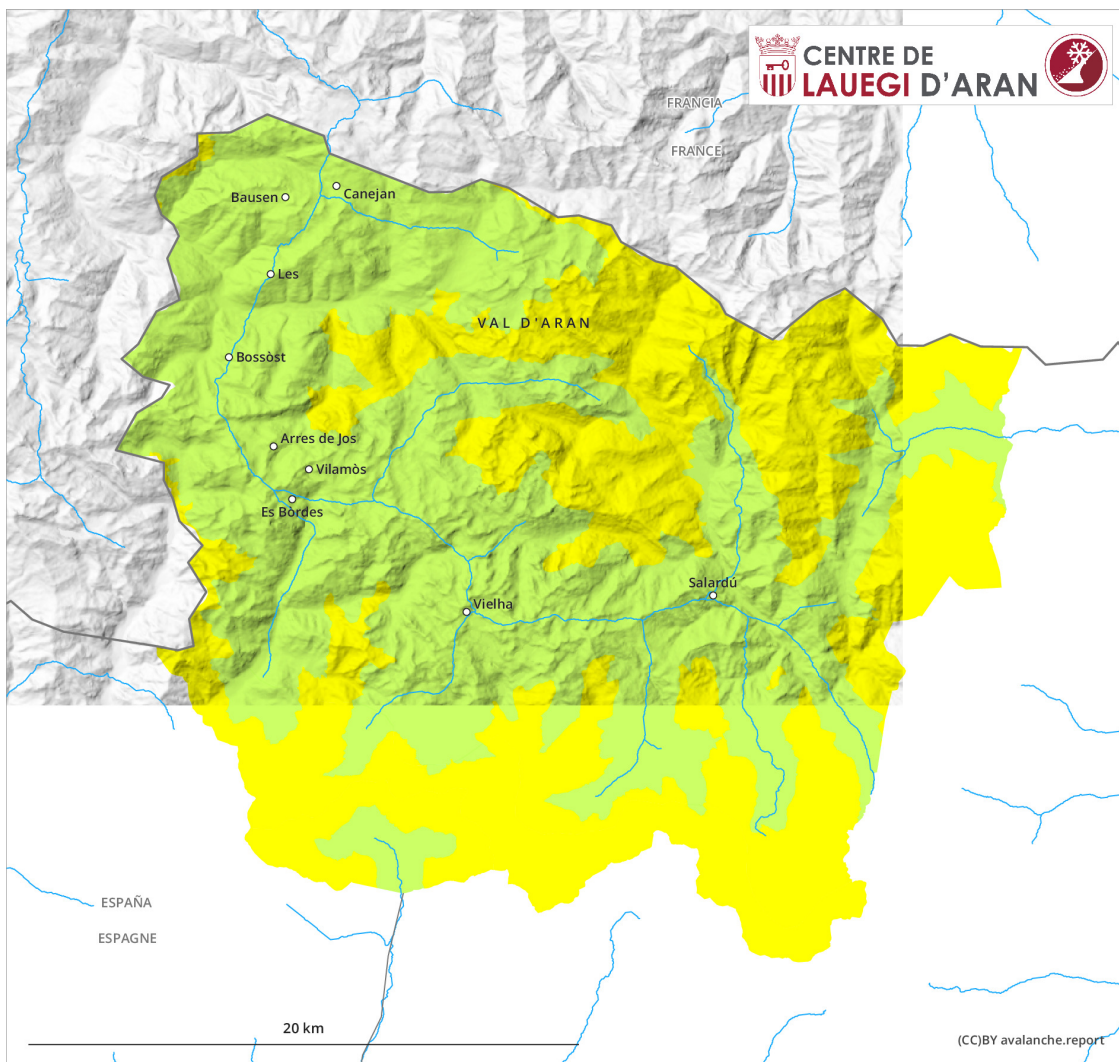 CENTRE DE
LAUEGI D'ARAN
FRANCIA
FRANCE
Bausen
Canejan
Les
VAL D'ARAN
Bossòst
Arres de Jos
Vilamòs
Es Bòrdes
Salardú
Vielha
ESPAÑA
ESPAGNE
20 km
(CC)BY avalanche.report